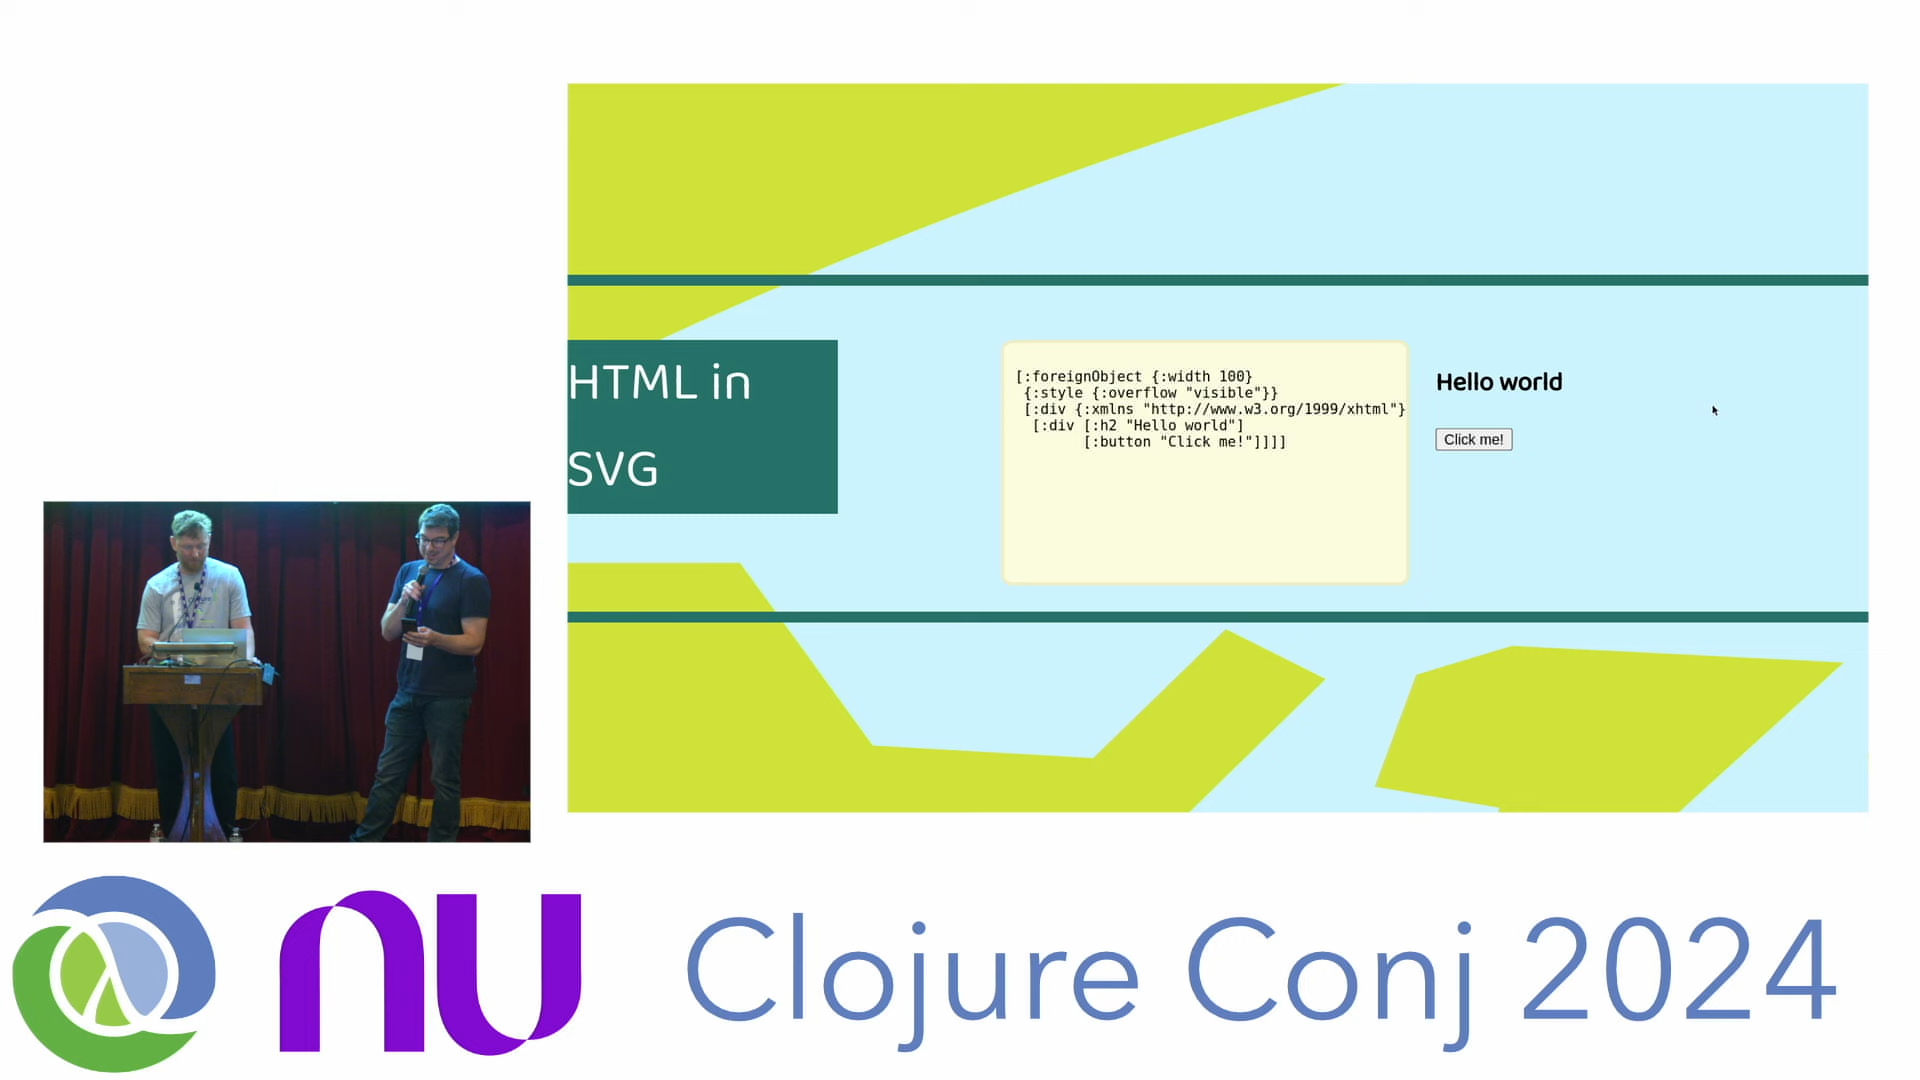 HTML in
SVG
[:foreignObject {:width 100}
{:style {:overflow "visible"}}
[:div {:xmlns "http://www.w3.org/1999/xhtml"}
[:div [:h2 "Hello world"]
[:button "Click me!"]]]]
Hello world
Click me!
nu
Clojure Conj 2024